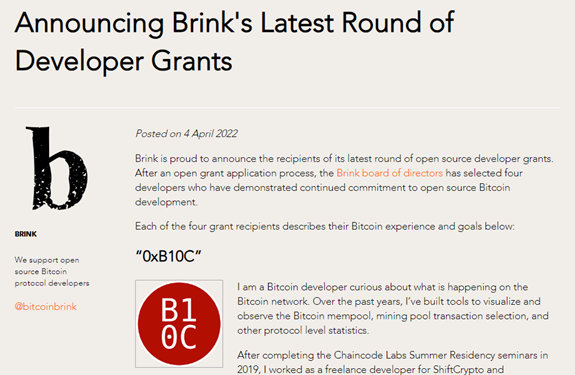 Announcing Brink's Latest Round of
Developer Grants
b
BRINK
We support open
source Bitcoin
protocol developers
@bitcoinbrink
Posted on 4 April 2022
Brink is proud to announce the recipients of its latest round of open source developer grants.
After an open grant application process, the Brink board of directors has selected four
developers who have demonstrated continued commitment to open source Bitcoin
development.
Each of the four grant recipients describes their Bitcoin experience and goals below:
“0xB10C”
B1
0C
I am a Bitcoin developer curious about what is happening on the
Bitcoin network. Over the past years, I've built tools to visualize and
observe the Bitcoin mempool, mining pool transaction selection, and
other protocol level statistics.
After completing the Chaincode Labs Summer Residency seminars in
2019, I worked as a freelance developer for ShiftCrypto and